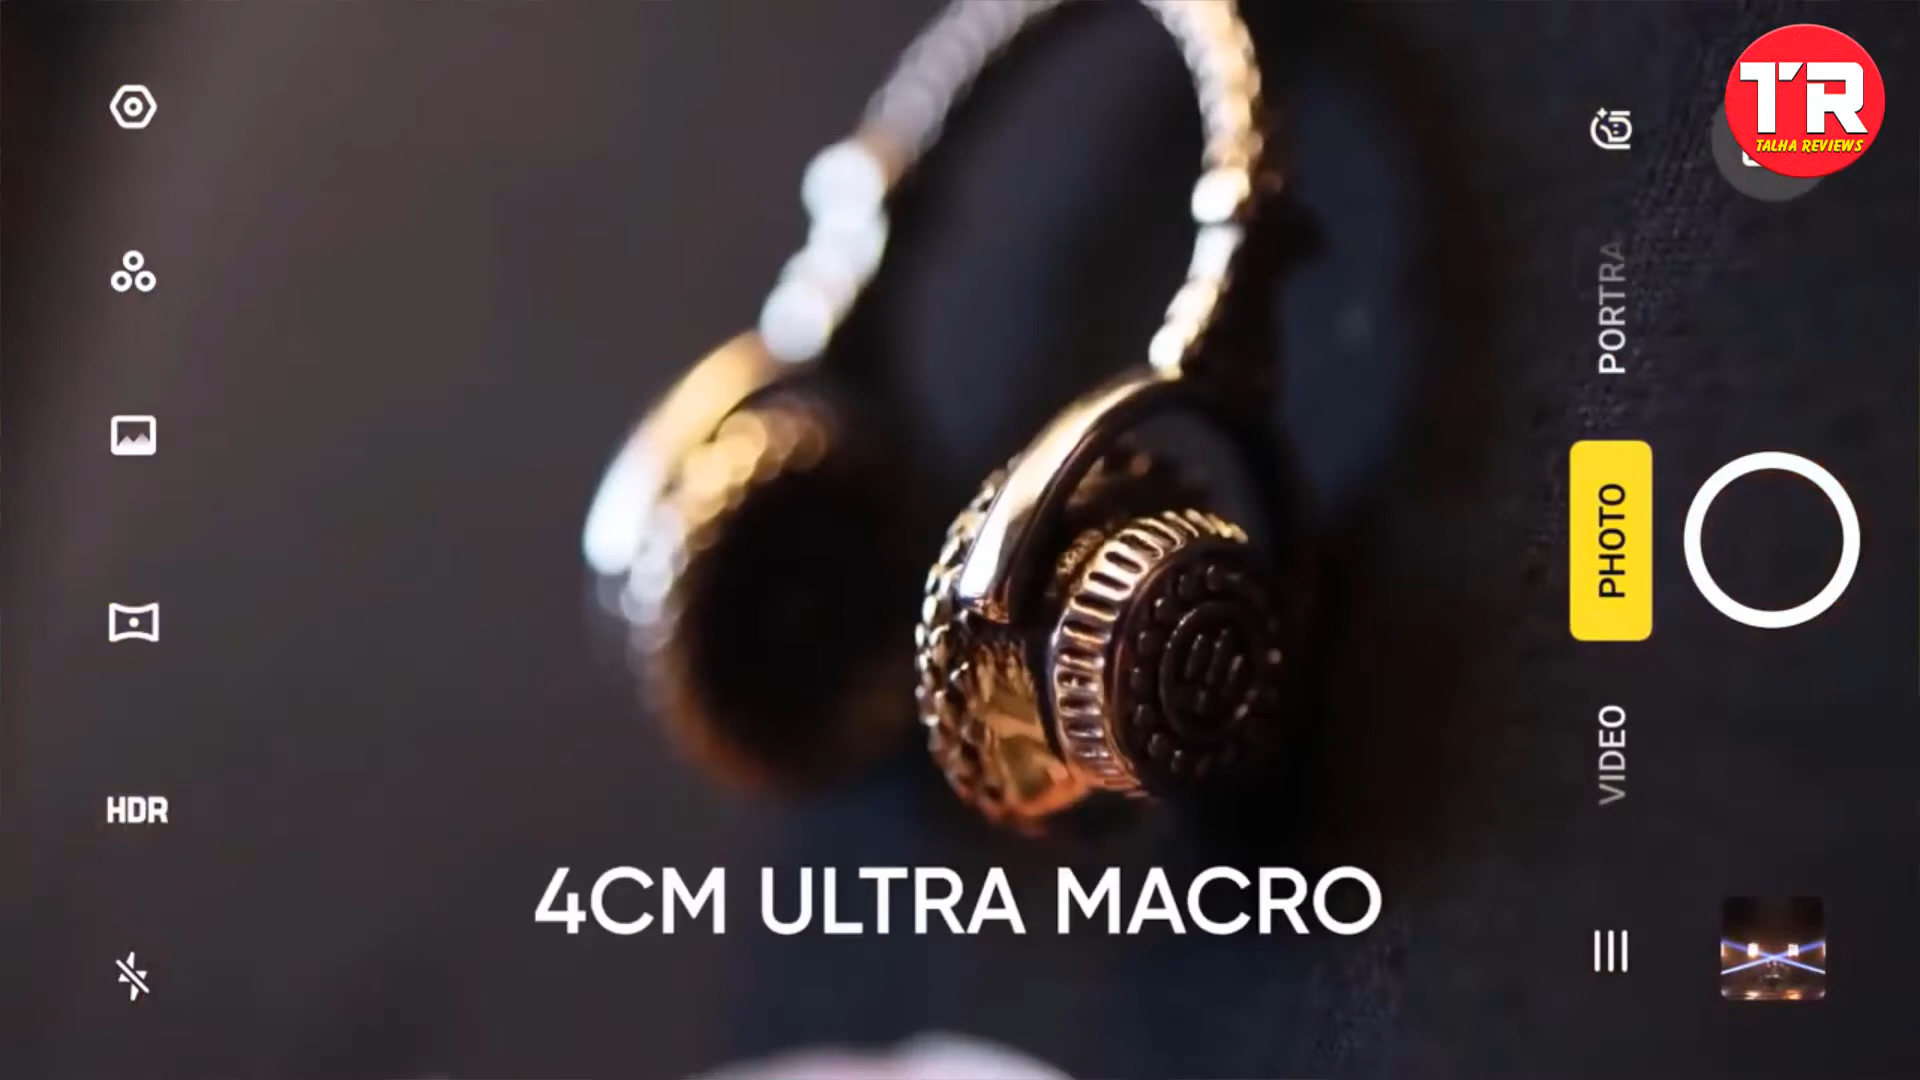 TR
TALHA REVIEWS
PORTRA
PHOTO
VIDEO
HDR
4CM ULTRA MACRO